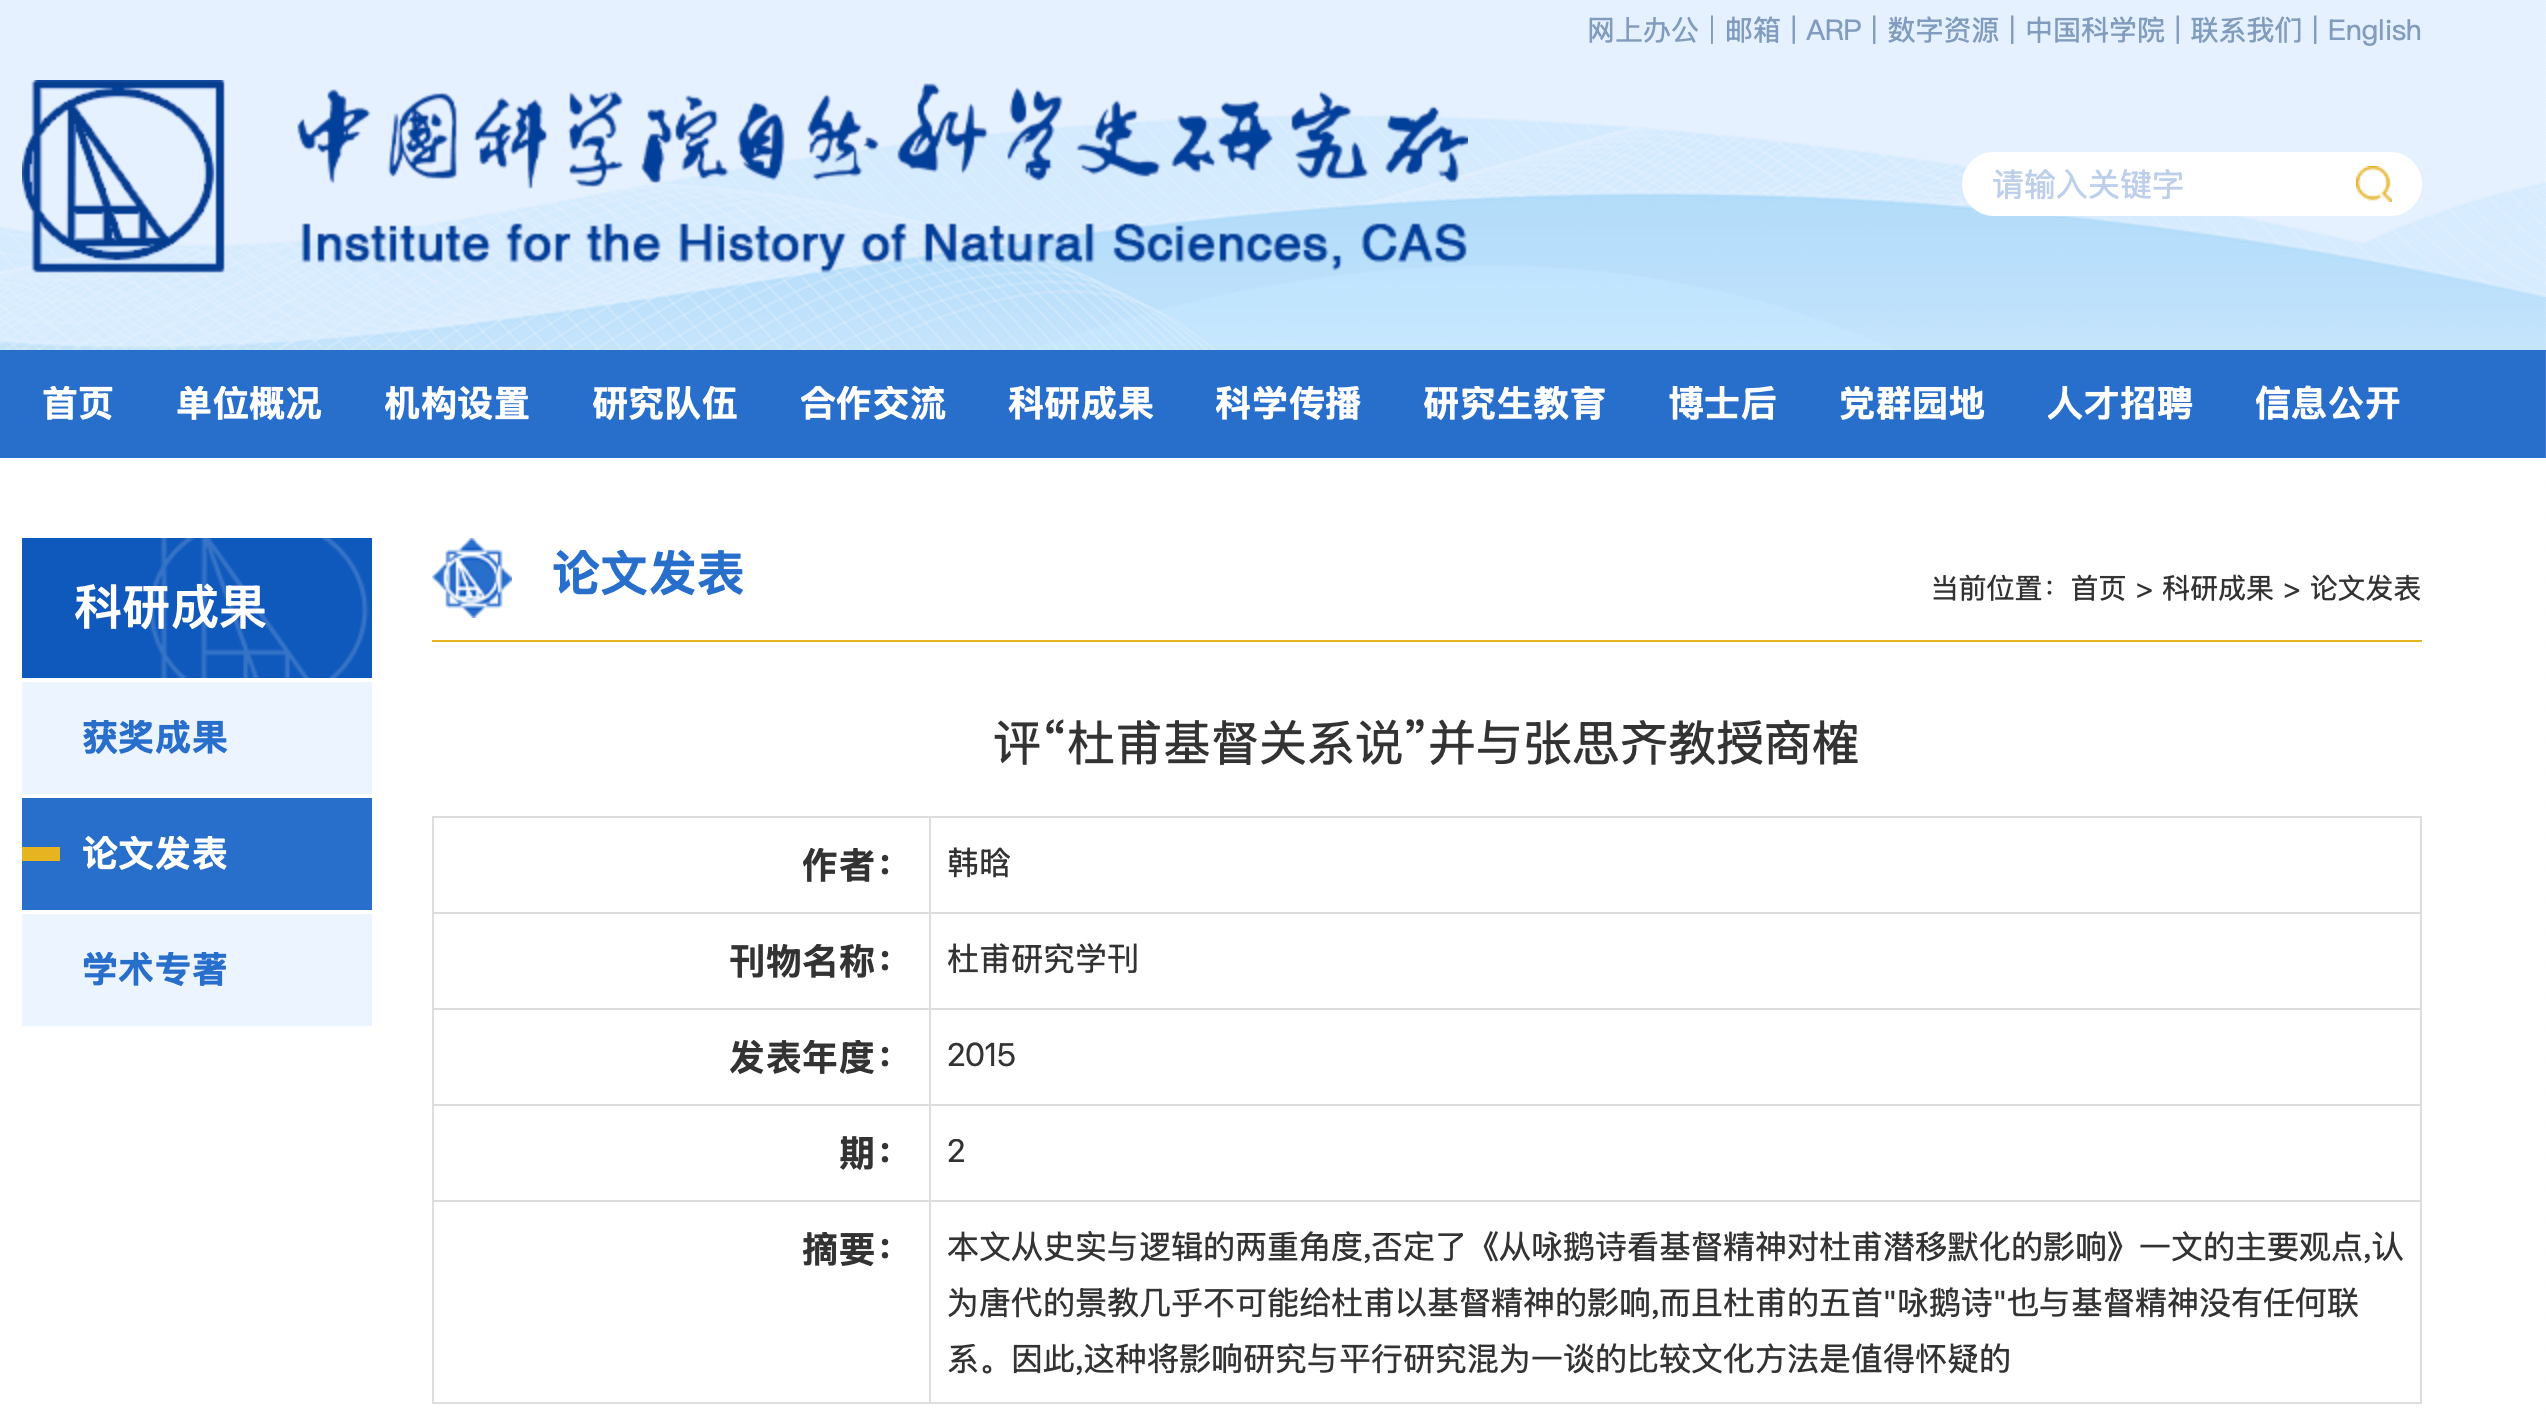 网上办公 | 邮箱 | ARP | 数字资源 | 中国科学院 | 联系我们 | English
中国科学院自然科学史研究所
Institute for the History of Natural Sciences, CAS
请输入关键字
首页 单位概况 机构设置 研究队伍 合作交流 科研成果 科学传播 研究生教育 博士后 党群园地 人才招聘 信息公开
科研成果
获奖成果
论文发表
学术专著
论文发表
当前位置：首页 > 科研成果 > 论文发表
评“杜甫基督关系说”并与张思齐教授商榷
作者： 韩晗
刊物名称： 杜甫研究学刊
发表年度： 2015
期： 2
摘要： 本文从史实与逻辑的两重角度,否定了《从咏鹅诗看基督精神对杜甫潜移默化的影响》一文的主要观点,认
为唐代的景教几乎不可能给杜甫以基督精神的影响,而且杜甫的五首"咏鹅诗"也与基督精神没有任何联
系。因此,这种将影响研究与平行研究混为一谈的比较文化方法是值得怀疑的